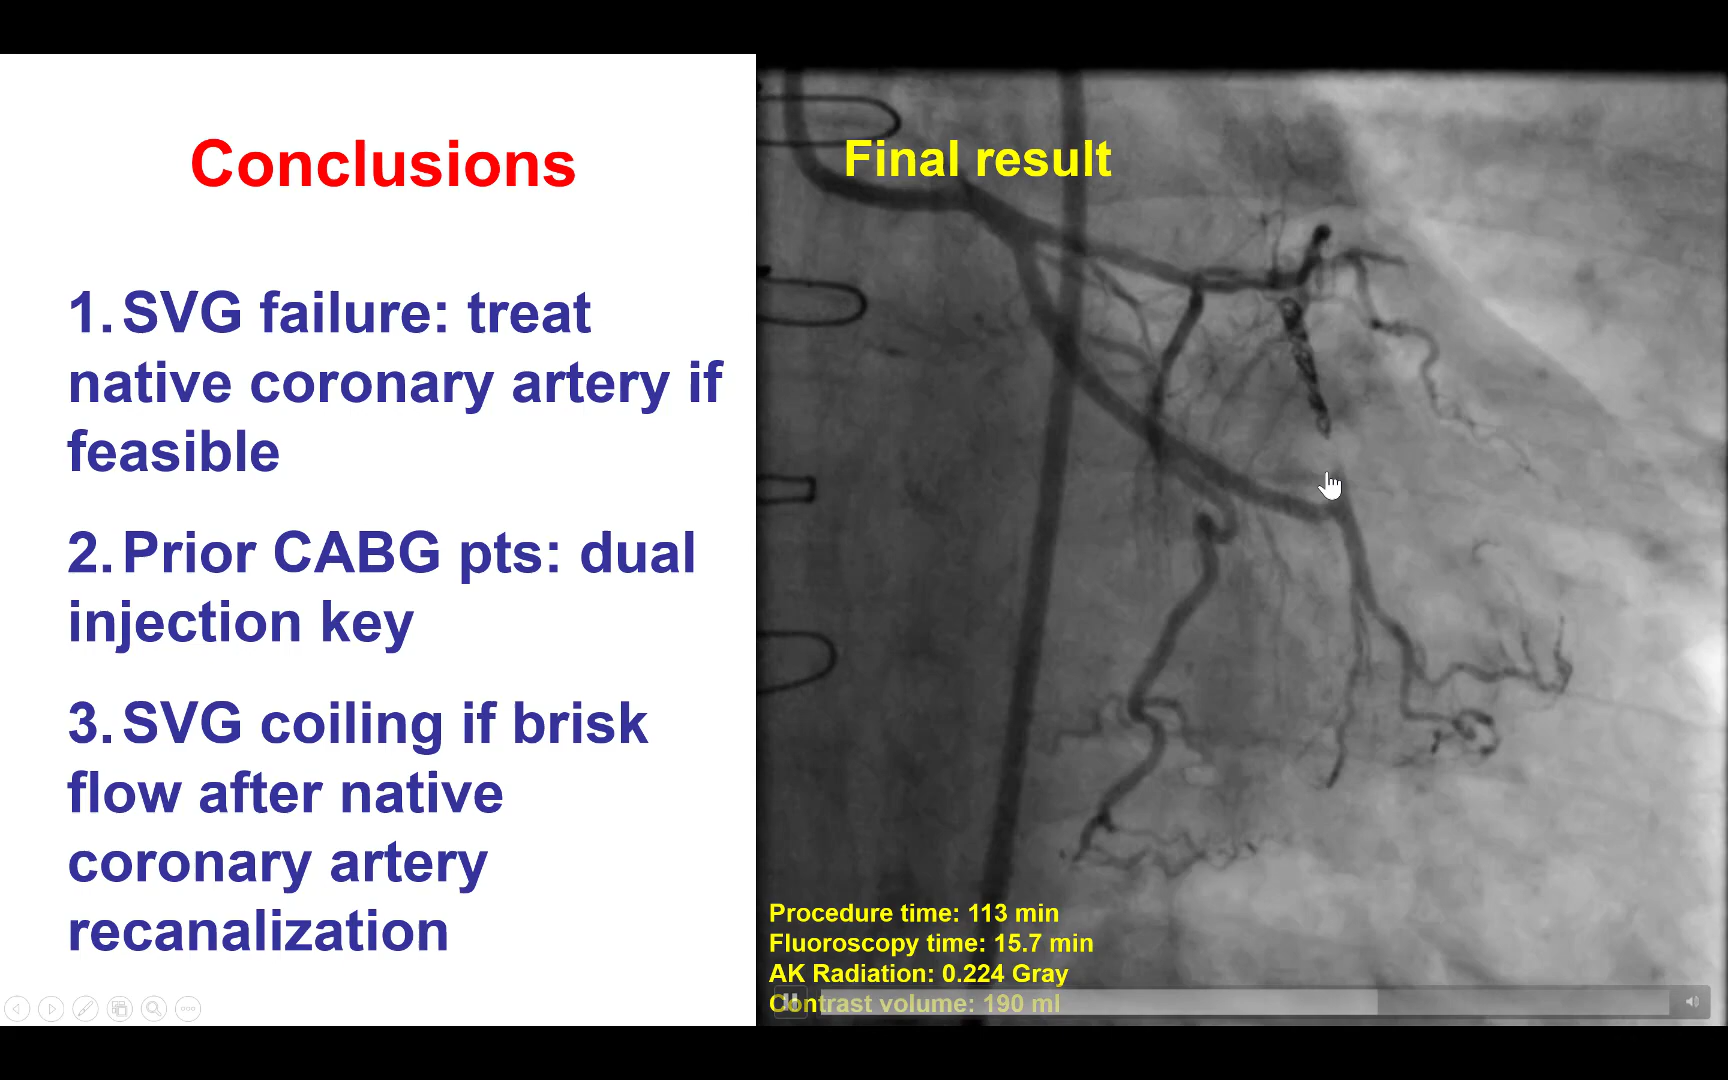 Conclusions
1. SVG failure: treat
native coronary artery if
feasible
2. Prior CABG pts: dual
injection key
3. SVG coiling if brisk
flow after native
coronary artery
recanalization
Final result
Procedure time: 113 min
Fluoroscopy time: 15.7 min
AK Radiation: 0.224 Gray
Contrast volume: 190 ml